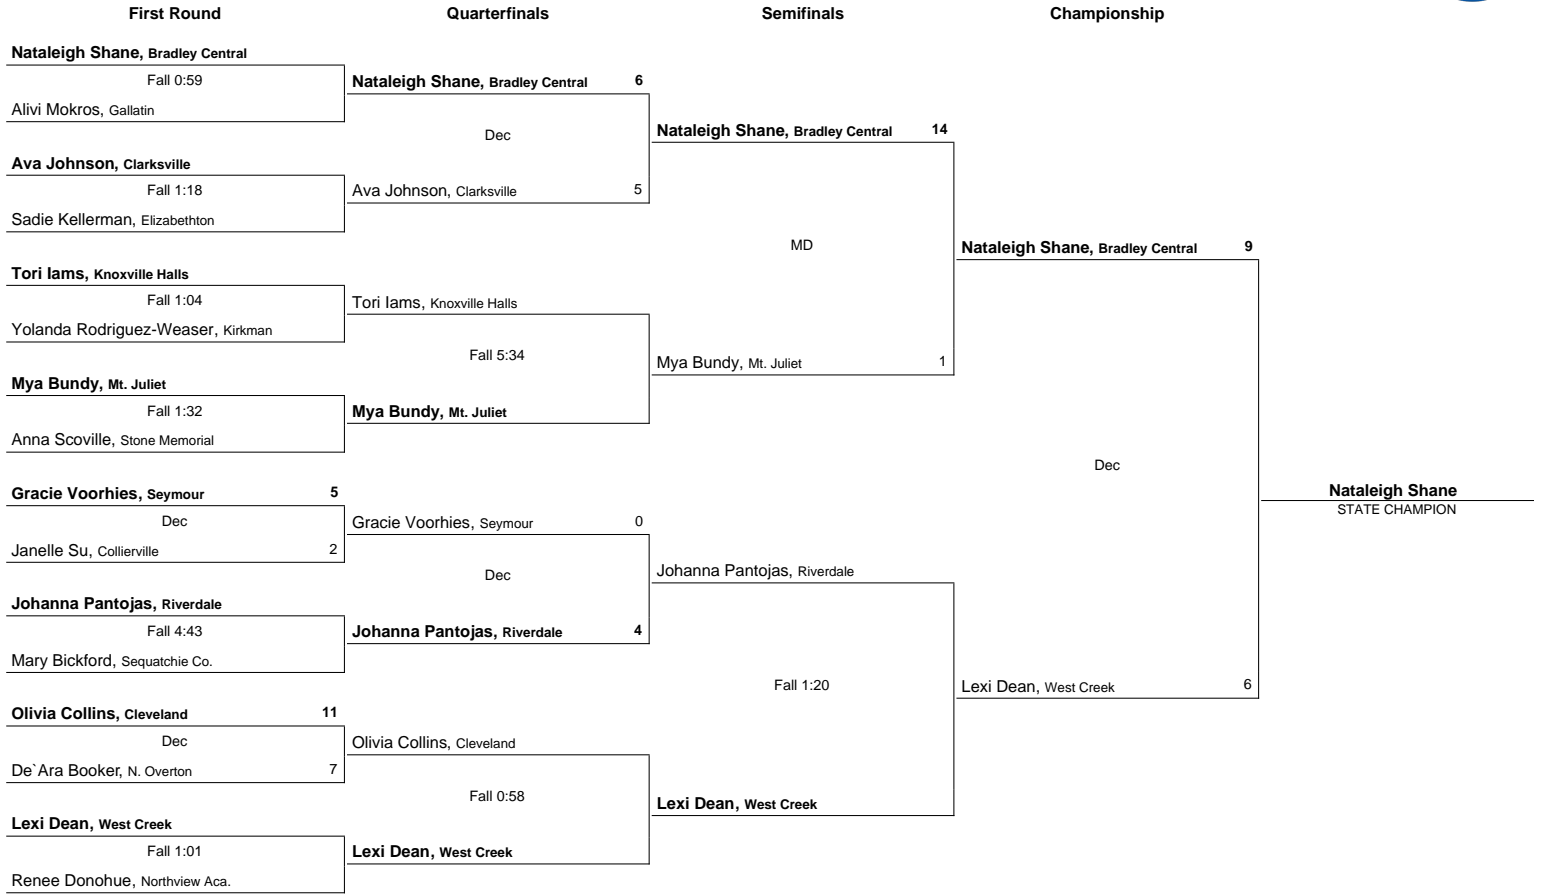 First Round Quarterfinals Semifinals Championship
Nataleigh Shane, Bradley Central
Fall 0:59
Alivi Mokros, Gallatin
Ava Johnson, Clarksville
Fall 1:18
Sadie Kellerman, Elizabethton
Tori Iams, Knoxville Halls
Fall 1:04
Yolanda Rodriguez-Weaser, Kirkman
Mya Bundy, Mt. Juliet
Fall 1:32
Anna Scoville, Stone Memorial
Gracie Voorhies, Seymour 5
Dec
Janelle Su, Collierville 2
Johanna Pantojas, Riverdale
Fall 4:43
Mary Bickford, Sequatchie Co.
Olivia Collins, Cleveland 11
Dec
De`Ara Booker, N. Overton 7
Lexi Dean, West Creek
Fall 1:01
Renee Donohue, Northview Aca.
Nataleigh Shane, Bradley Central 6
Dec
Ava Johnson, Clarksville 5
Tori Iams, Knoxville Halls
Fall 5:34
Mya Bundy, Mt. Juliet
Gracie Voorhies, Seymour 0
Dec
Johanna Pantojas, Riverdale 4
Olivia Collins, Cleveland
Fall 0:58
Lexi Dean, West Creek
Nataleigh Shane, Bradley Central 14
MD
Mya Bundy, Mt. Juliet 1
Johanna Pantojas, Riverdale
Fall 1:20
Lexi Dean, West Creek
Nataleigh Shane, Bradley Central 9
Dec
Lexi Dean, West Creek 6
Nataleigh Shane
STATE CHAMPION